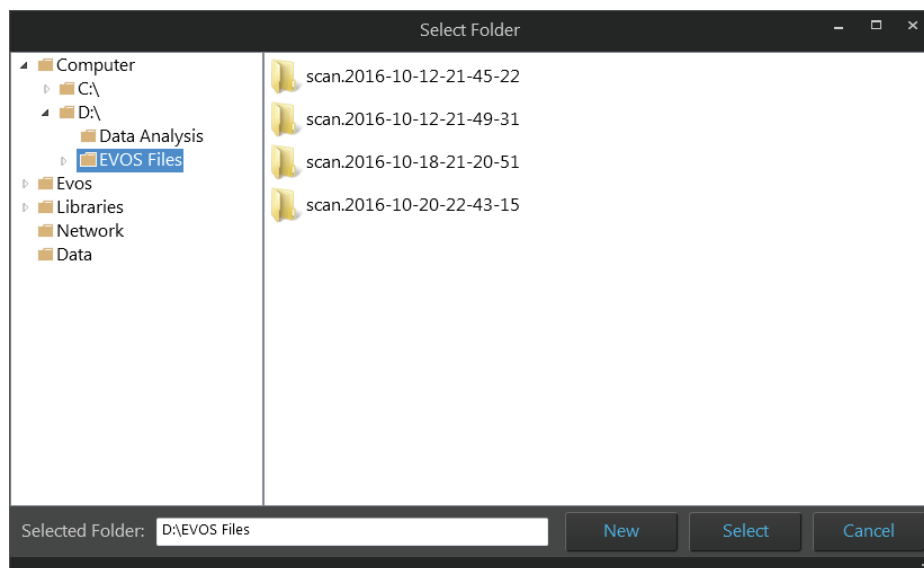 Select Folder
Computer
C:\
D:\
Data Analysis
EVOS Files
Evos
Libraries
Network
Data
scan.2016-10-12-21-45-22
scan.2016-10-12-21-49-31
scan.2016-10-18-21-20-51
scan.2016-10-20-22-43-15
Selected Folder: D:\EVOS Files New Select Cancel